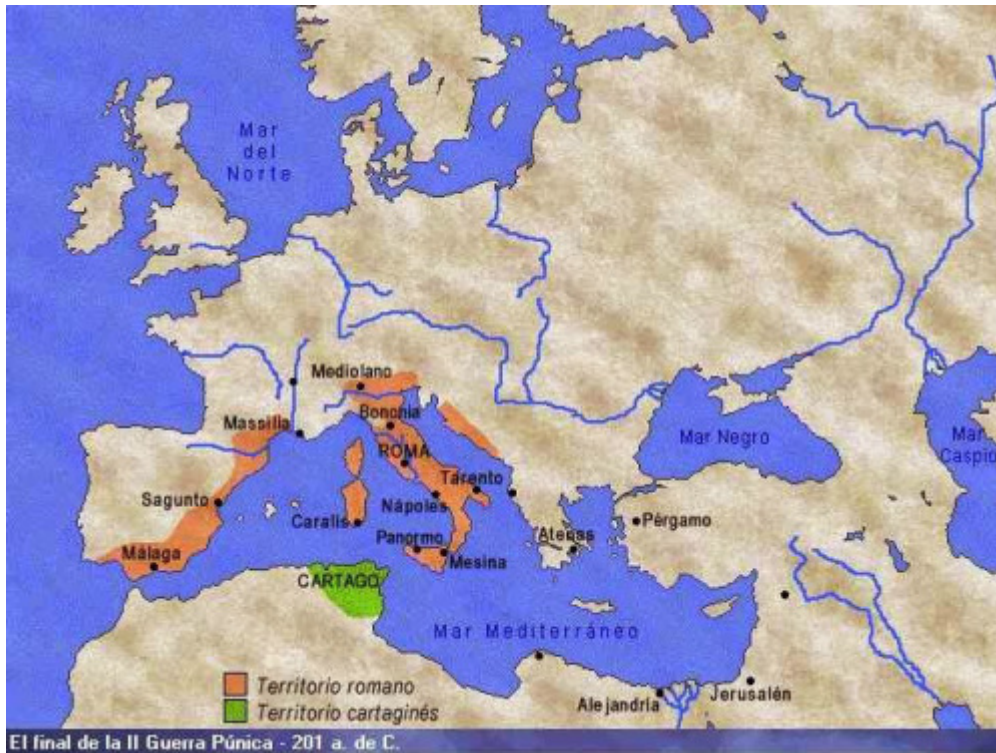 Mar
del
Norte
Mediolano
Bononia
Massilia
ROMA
Mar Negro
Mar
Caspio
Sagunto
Tarento
Nápoles
Caralis
Pérgamo
Atenas
Panormo
Mesina
Málaga
CARTAGO
Mar Mediterráneo
Territorio romano
Territorio cartaginés
Alejandría
Jerusalén
El final de la II Guerra Púnica - 201 a. de C.